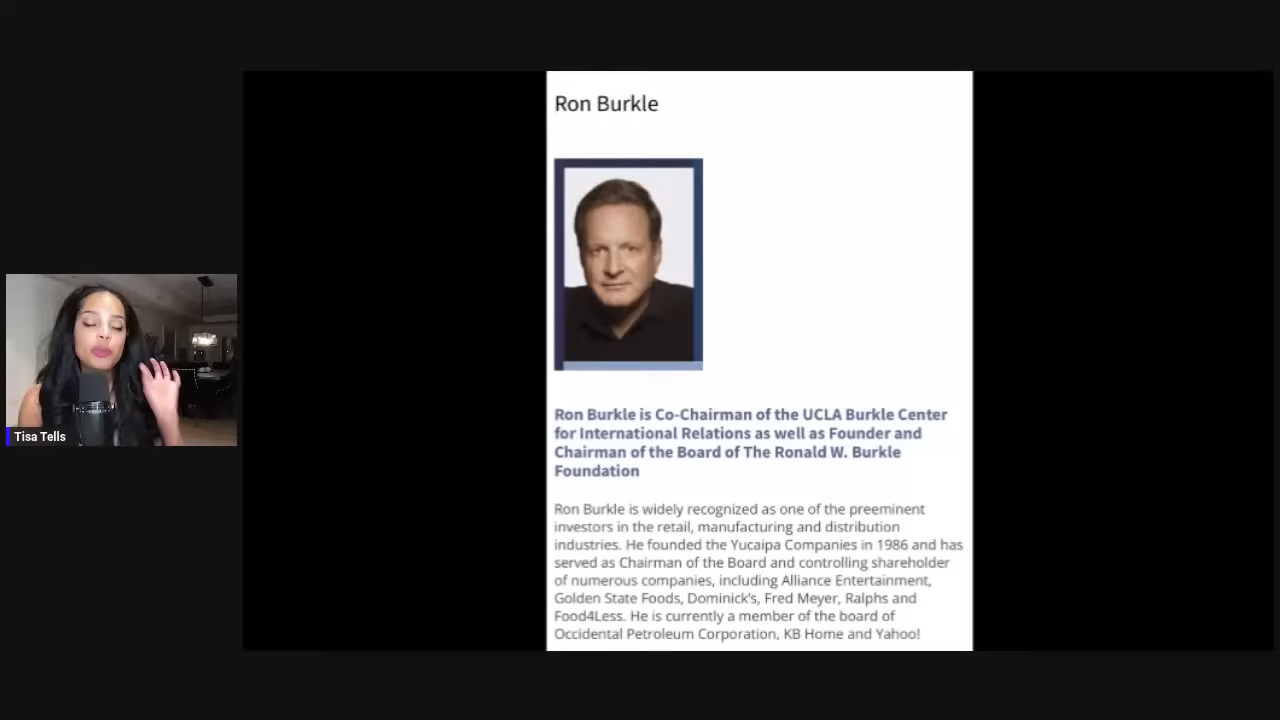 Ron Burkle
Ron Burkle is Co-Chairman of the UCLA Burkle Center
for International Relations as well as Founder and
Chairman of the Board of The Ronald W. Burkle
Foundation
Ron Burkle is widely recognized as one of the preeminent
investors in the retail, manufacturing and distribution
industries. He founded the Yucaipa Companies in 1986 and has
served as Chairman of the Board and controlling shareholder
of numerous companies, including Alliance Entertainment,
Golden State Foods, Dominick's, Fred Meyer, Ralphs and
Food4Less. He is currently a member of the board of
Occidental Petroleum Corporation, KB Home and Yahoo!
Tisa Tells